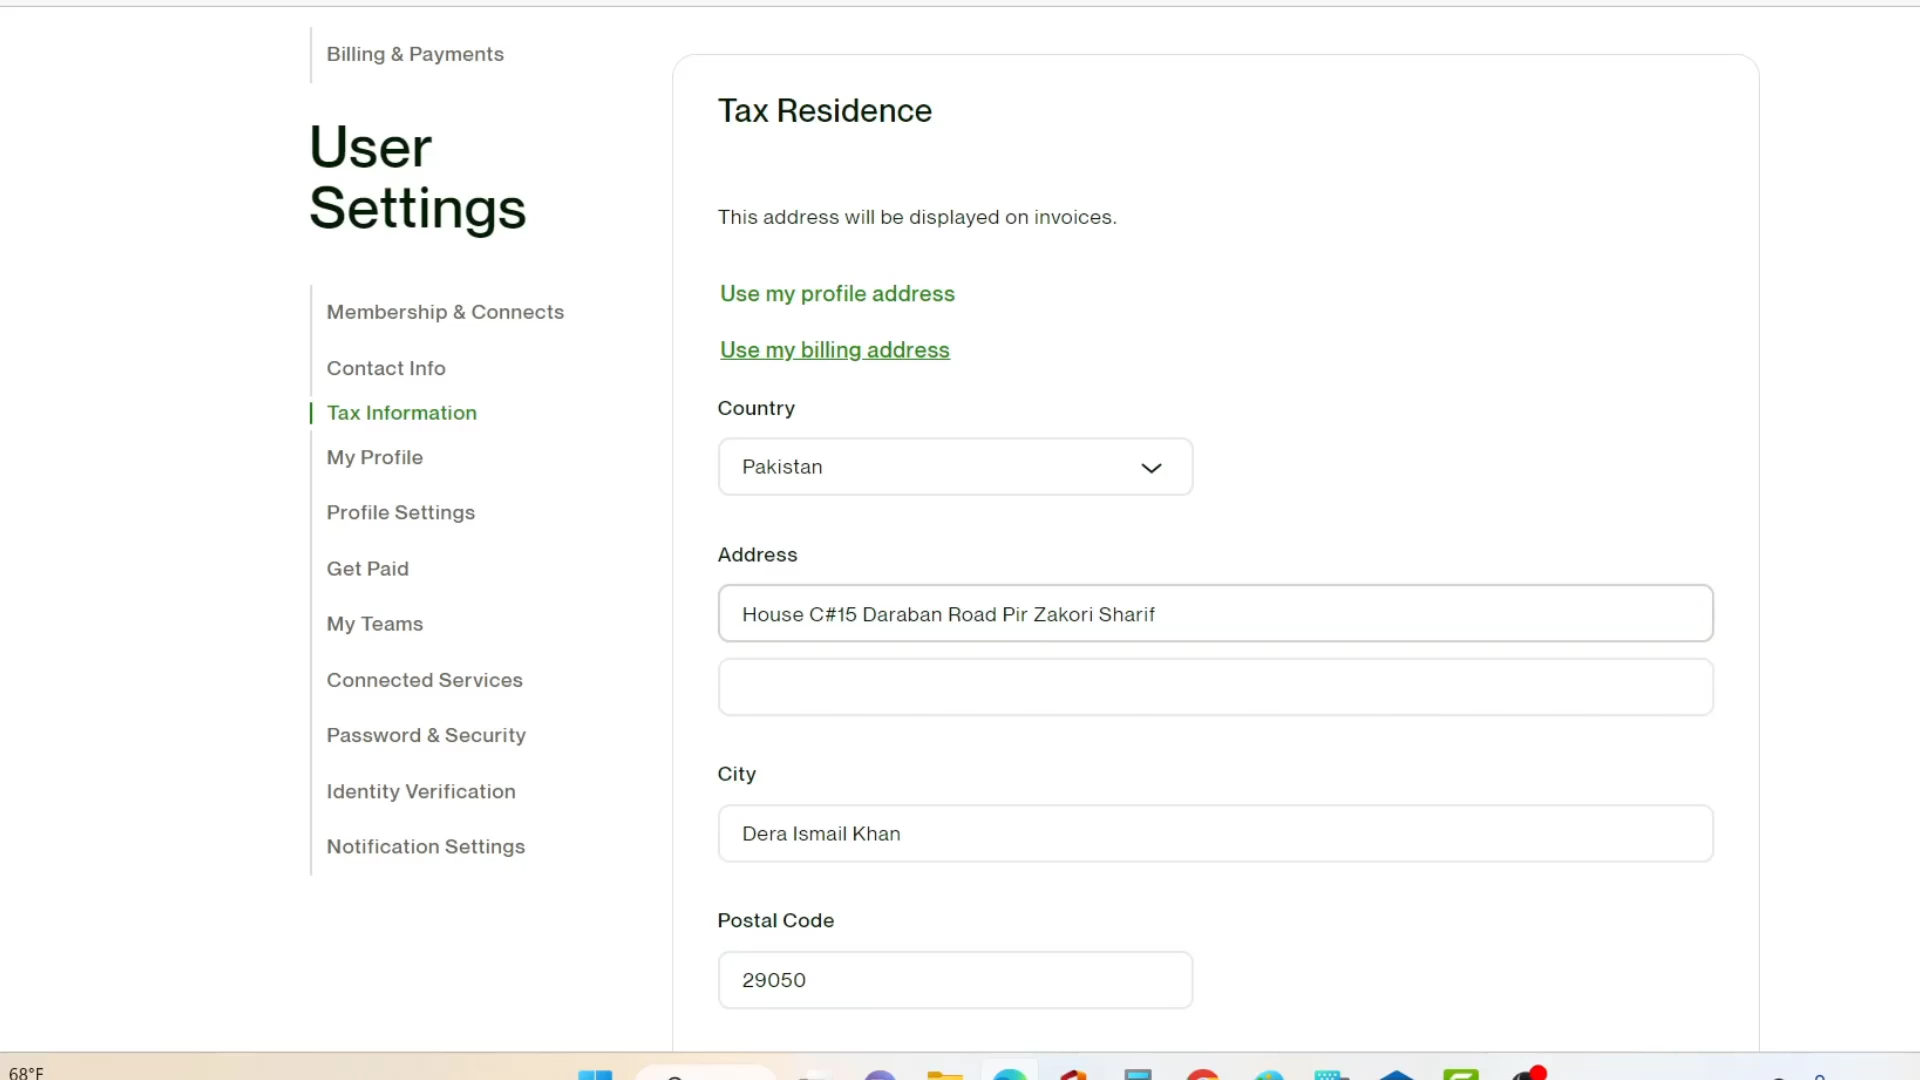 Billing & Payments
User
Settings
Membership & Connects
Contact Info
Tax Information
My Profile
Profile Settings
Get Paid
My Teams
Connected Services
Password & Security
Identity Verification
Notification Settings
Tax Residence
This address will be displayed on invoices.
Use my profile address
Use my billing address
Country
Pakistan
Address
House C#15 Daraban Road Pir Zakori Sharif
City
Dera Ismail Khan
Postal Code
29050
68°F